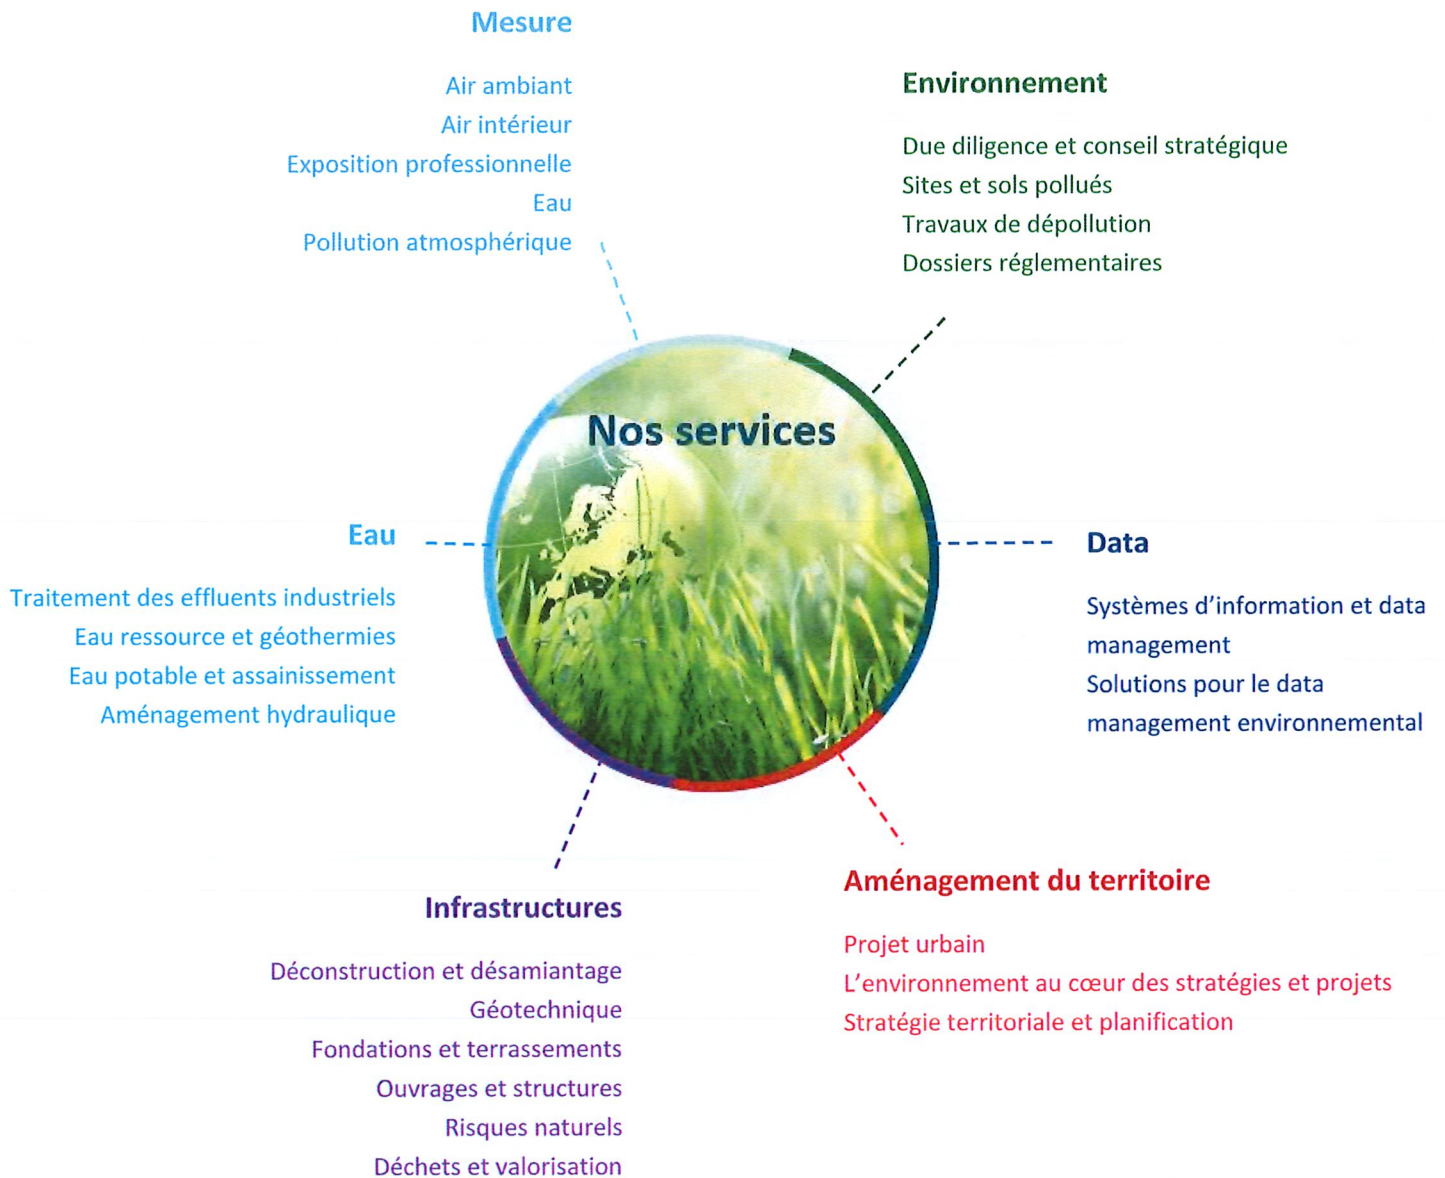 Mesure
Air ambiant
Air intérieur
Exposition professionnelle
Eau
Pollution atmosphérique
Environnement
Due diligence et conseil stratégique
Sites et sols pollués
Travaux de dépollution
Dossiers réglementaires
Nos services
Eau
Traitement des effluents industriels
Eau ressource et géothermies
Eau potable et assainissement
Aménagement hydraulique
Data
Systèmes d'information et data
management
Solutions pour le data
management environnemental
Infrastructures
Déconstruction et désamiantage
Géotechnique
Fondations et terrassements
Ouvrages et structures
Risques naturels
Déchets et valorisation
Aménagement du territoire
Projet urbain
L'environnement au cœur des stratégies et projets
Stratégie territoriale et planification